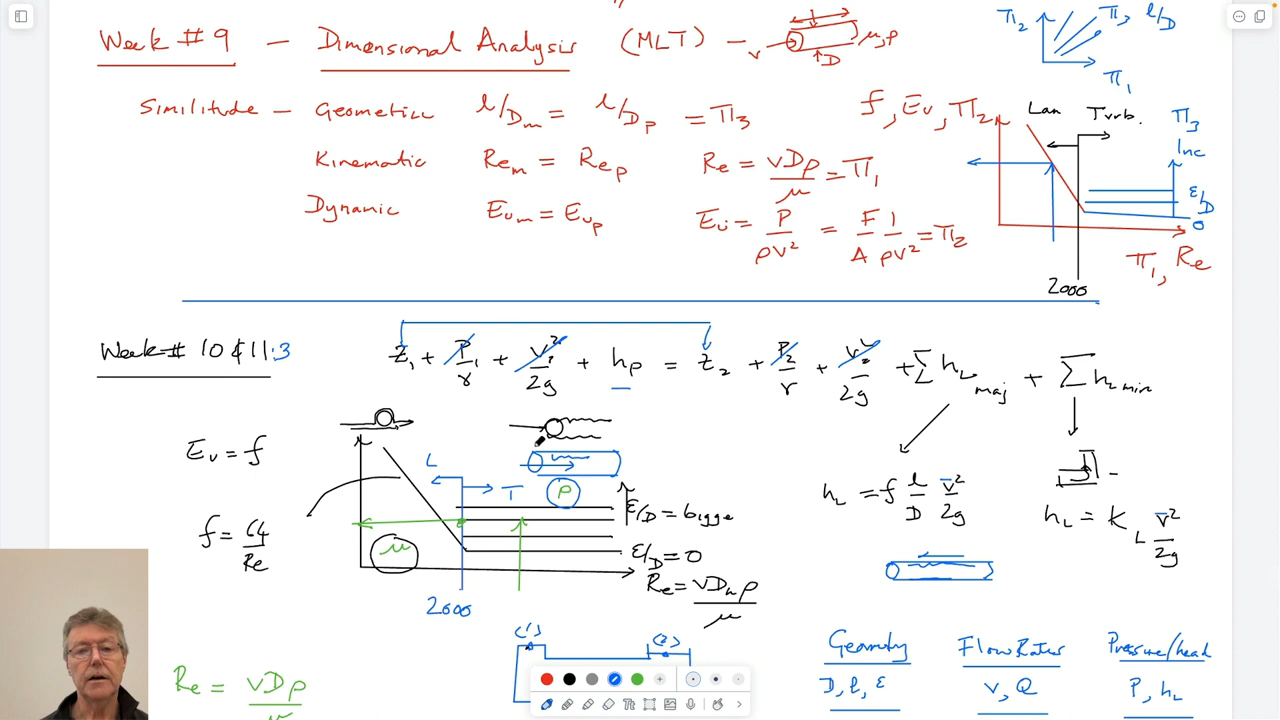 Week # 9 – Dimensional Analysis (MLT) – v l D μ, ρ
Π2 Π3 l/D
Π1
Similitude – Geometric l/Dm = l/Dp = Π3
Kinematic Rem = Rep Re = vDρ/μ = Π1
Dynamic Eum = Eup Eu = P/ρv² = F/A 1/ρv² = Π2
f, Eu, Π2 Lam Turb. Π3
Inc
ε/D
0
Π1, Re
2000
Week # 10 & 11:3
z1 + P1/γ + v1²/2g + hp = z2 + P2/γ + v2²/2g + Σ hL maj + Σ hL min
Eu = f
L T ρ ε/D = bigge
f = 64/Re
μ ε/D = 0
2000 Re = vDhρ/μ
hL = f l/D v²/2g
hL = KL v²/2g
Re = vDρ/μ
(1) (2)
Geometry Flow Rates Pressure/head
D, l, ε v, Q P, hL